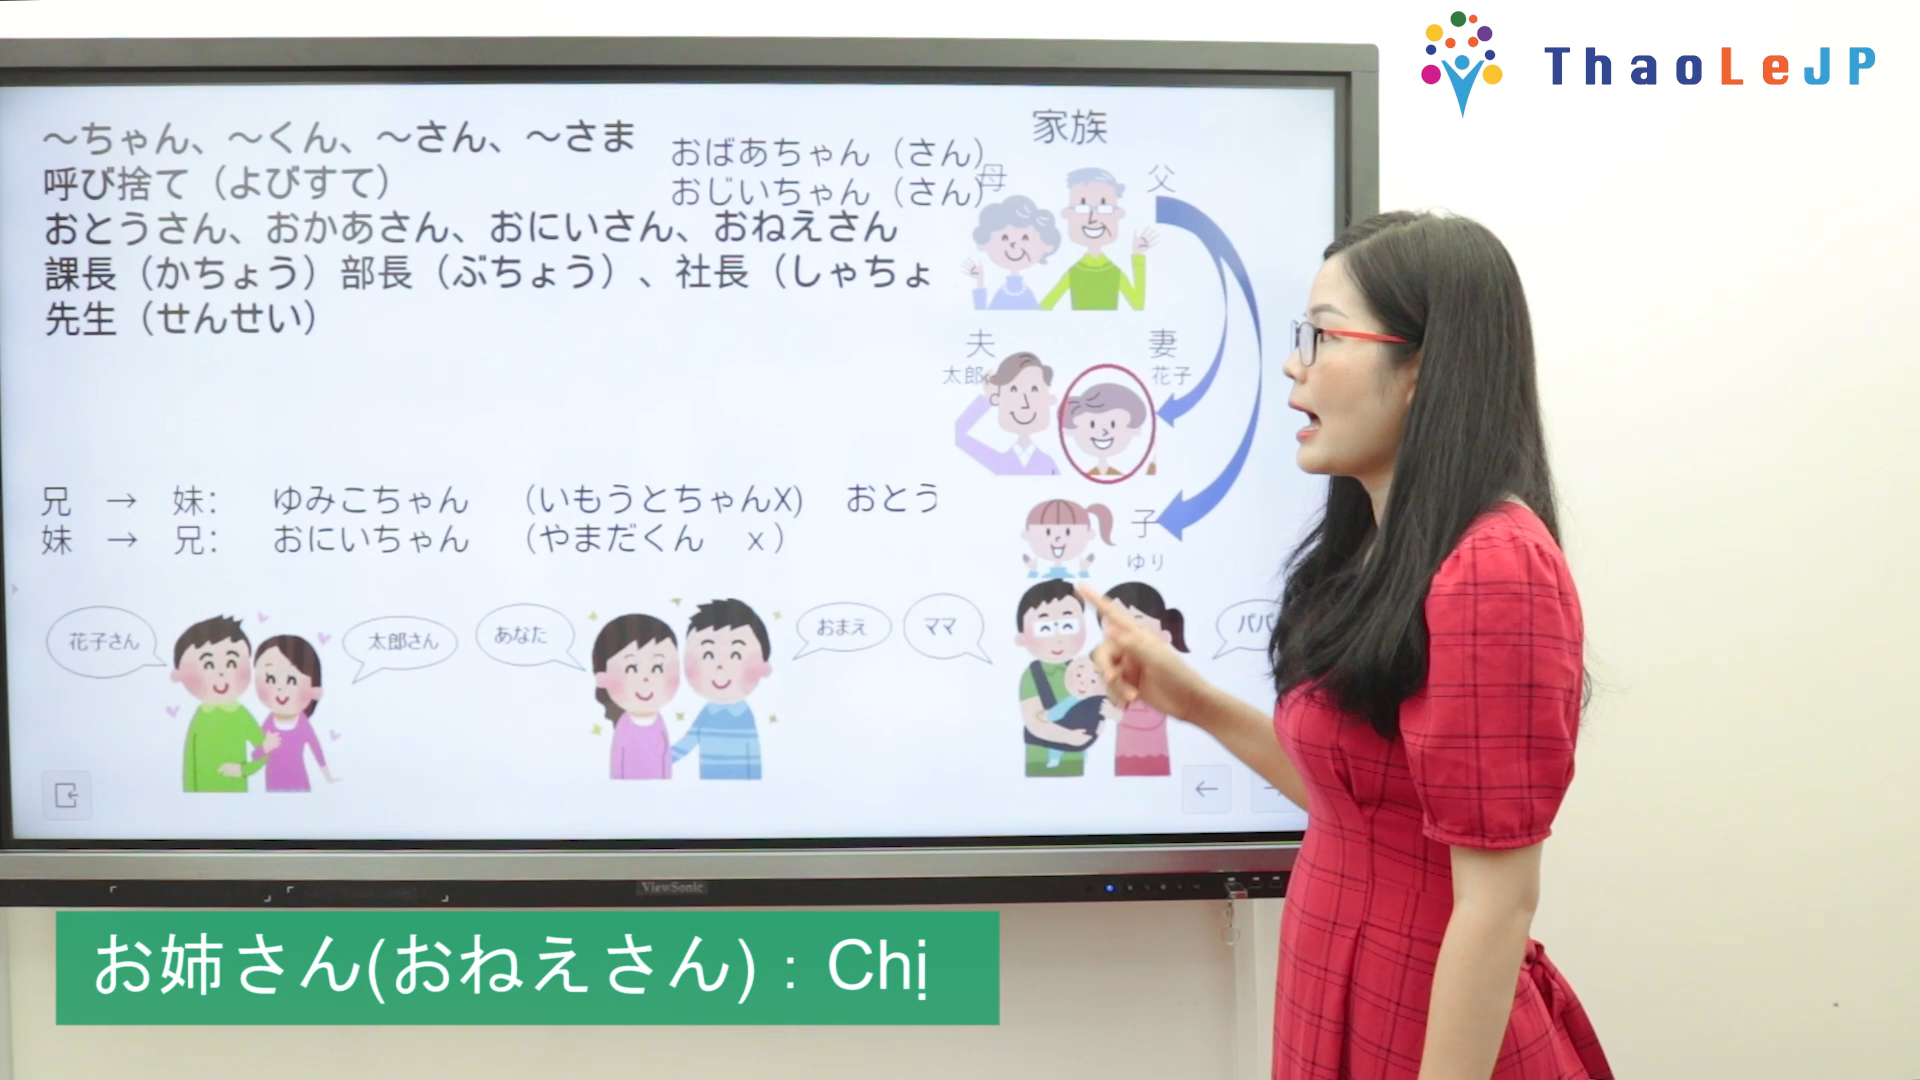 ThaoLeJP
～ちゃん、～くん、～さん、～さま
呼び捨て（よびすて）
おばあちゃん（さん）
おじいちゃん（さん）
おとうさん、おかあさん、おにいさん、おねえさん
課長（かちょう）部長（ぶちょう）、社長（しゃちょ
先生（せんせい）
家族
母
父
夫
太郎
妻
花子
子
ゆり
兄 → 妹： ゆみこちゃん （いもうとちゃんX) おとう
妹 → 兄： おにいちゃん （やまだくん x ）
花子さん
太郎さん
あなた
おまえ
ママ
パパ
ViewSonic
お姉さん(おねえさん) : Chị